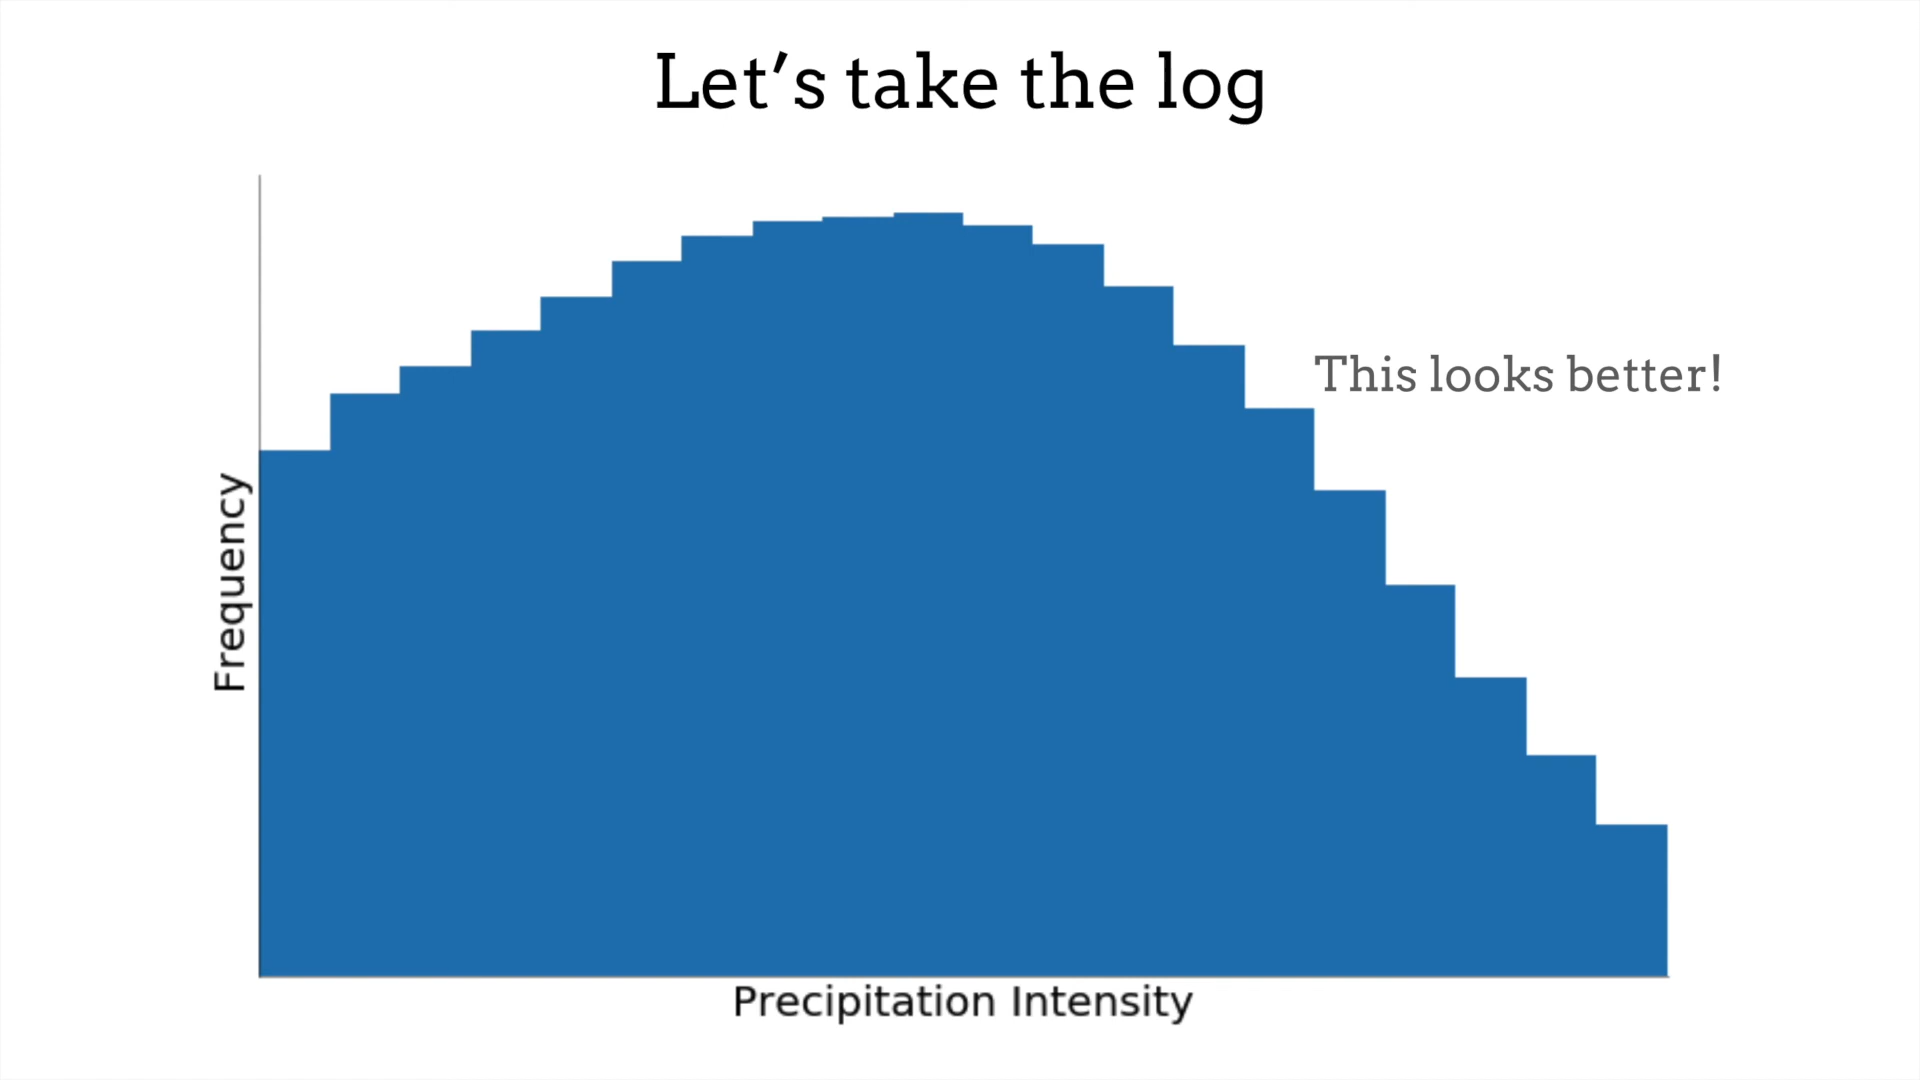 Let’s take the log
This looks better!
Frequency
Precipitation Intensity